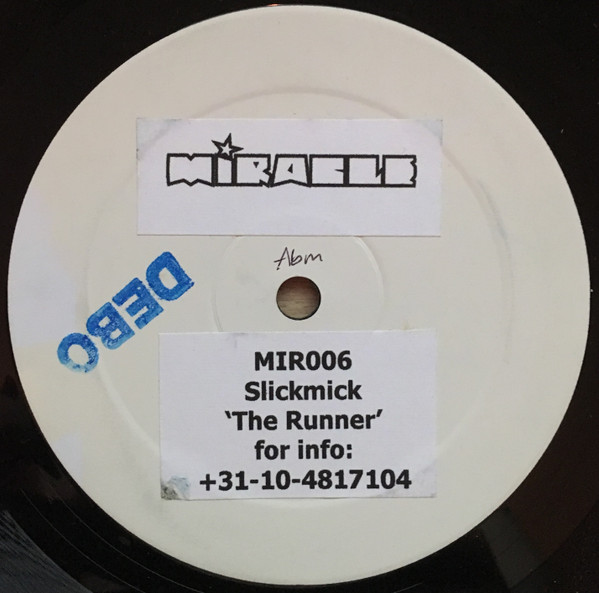 MiRACLE
Abm
DEBO
MIR006
Slickmick
‘The Runner’
for info:
+31-10-4817104